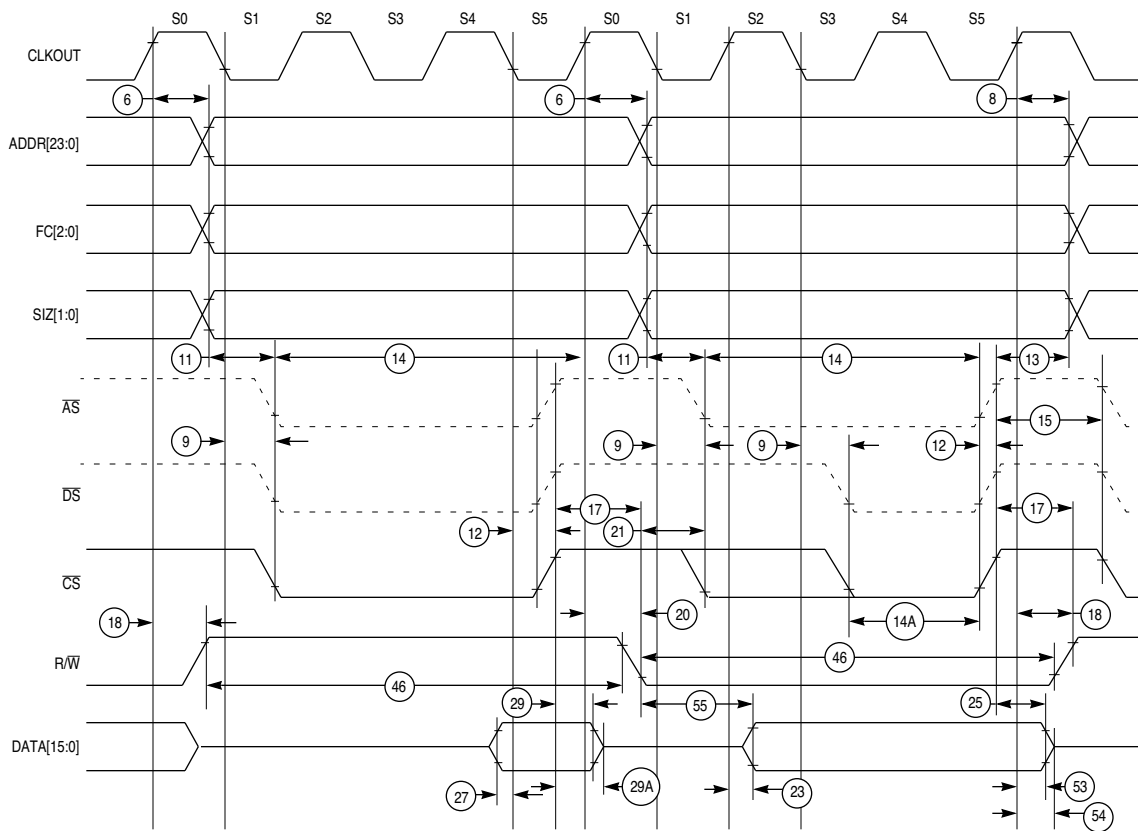 S0 S1 S2 S3 S4 S5 S0 S1 S2 S3 S4 S5
CLKOUT
6 6 8
ADDR[23:0]
FC[2:0]
SIZ[1:0]
11 14 11 14 13
AS
15
9 9 9 12
DS
17 17
12 21
CS
18 20 14A 18
R/W
46
46
29 55 25
DATA[15:0]
27 29A 23 53
54